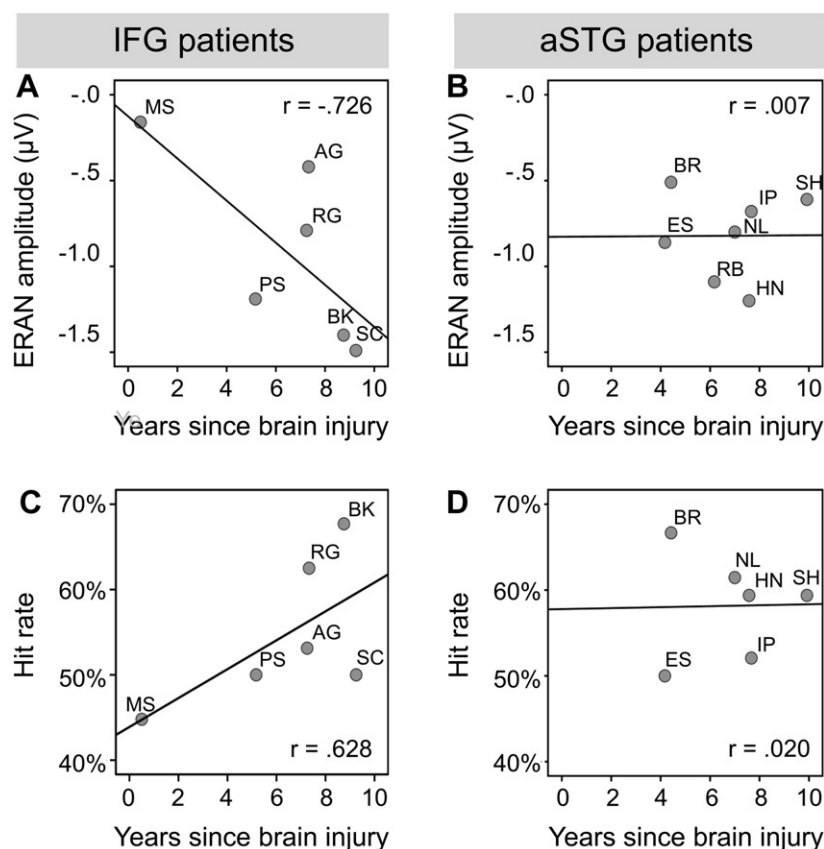 IFG patients
aSTG patients
A
ERAN amplitude (µV)
-.0
-.5
-1.0
-1.5
MS
r = -.726
AG
RG
PS
BK
SC
0 2 4 6 8 10
Years since brain injury
B
ERAN amplitude (µV)
-.0
-.5
-1.0
-1.5
r = .007
BR
IP
SH
ES
NL
RB
HN
0 2 4 6 8 10
Years since brain injury
C
Hit rate
70%
60%
50%
40%
BK
RG
AG
PS
SC
MS
r = .628
0 2 4 6 8 10
Years since brain injury
D
Hit rate
70%
60%
50%
40%
BR
NL
HN
SH
IP
ES
r = .020
0 2 4 6 8 10
Years since brain injury